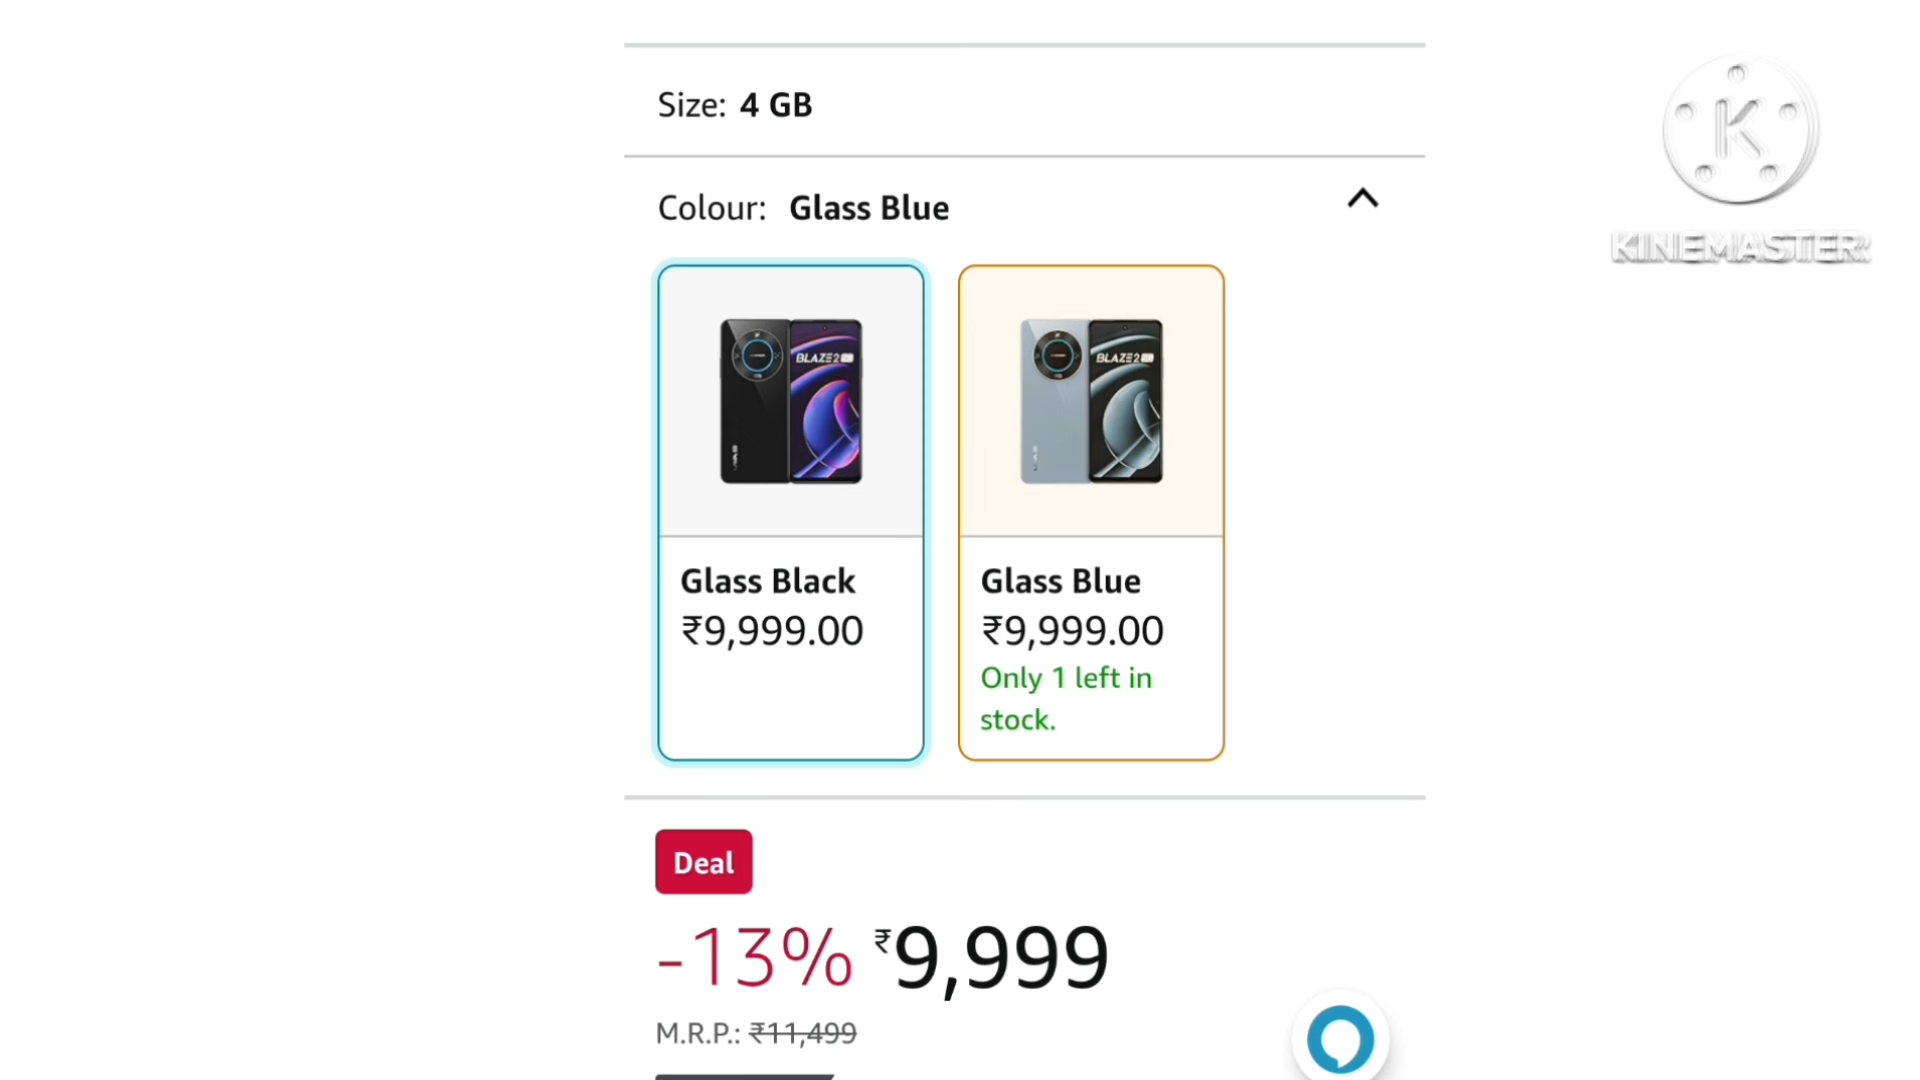 Size: 4 GB
Colour: Glass Blue
K
KINEMASTER
BLAZE2
BLAZE2
Glass Black
₹9,999.00
Glass Blue
₹9,999.00
Only 1 left in
stock.
Deal
-13% ₹9,999
M.R.P.: ₹11,499